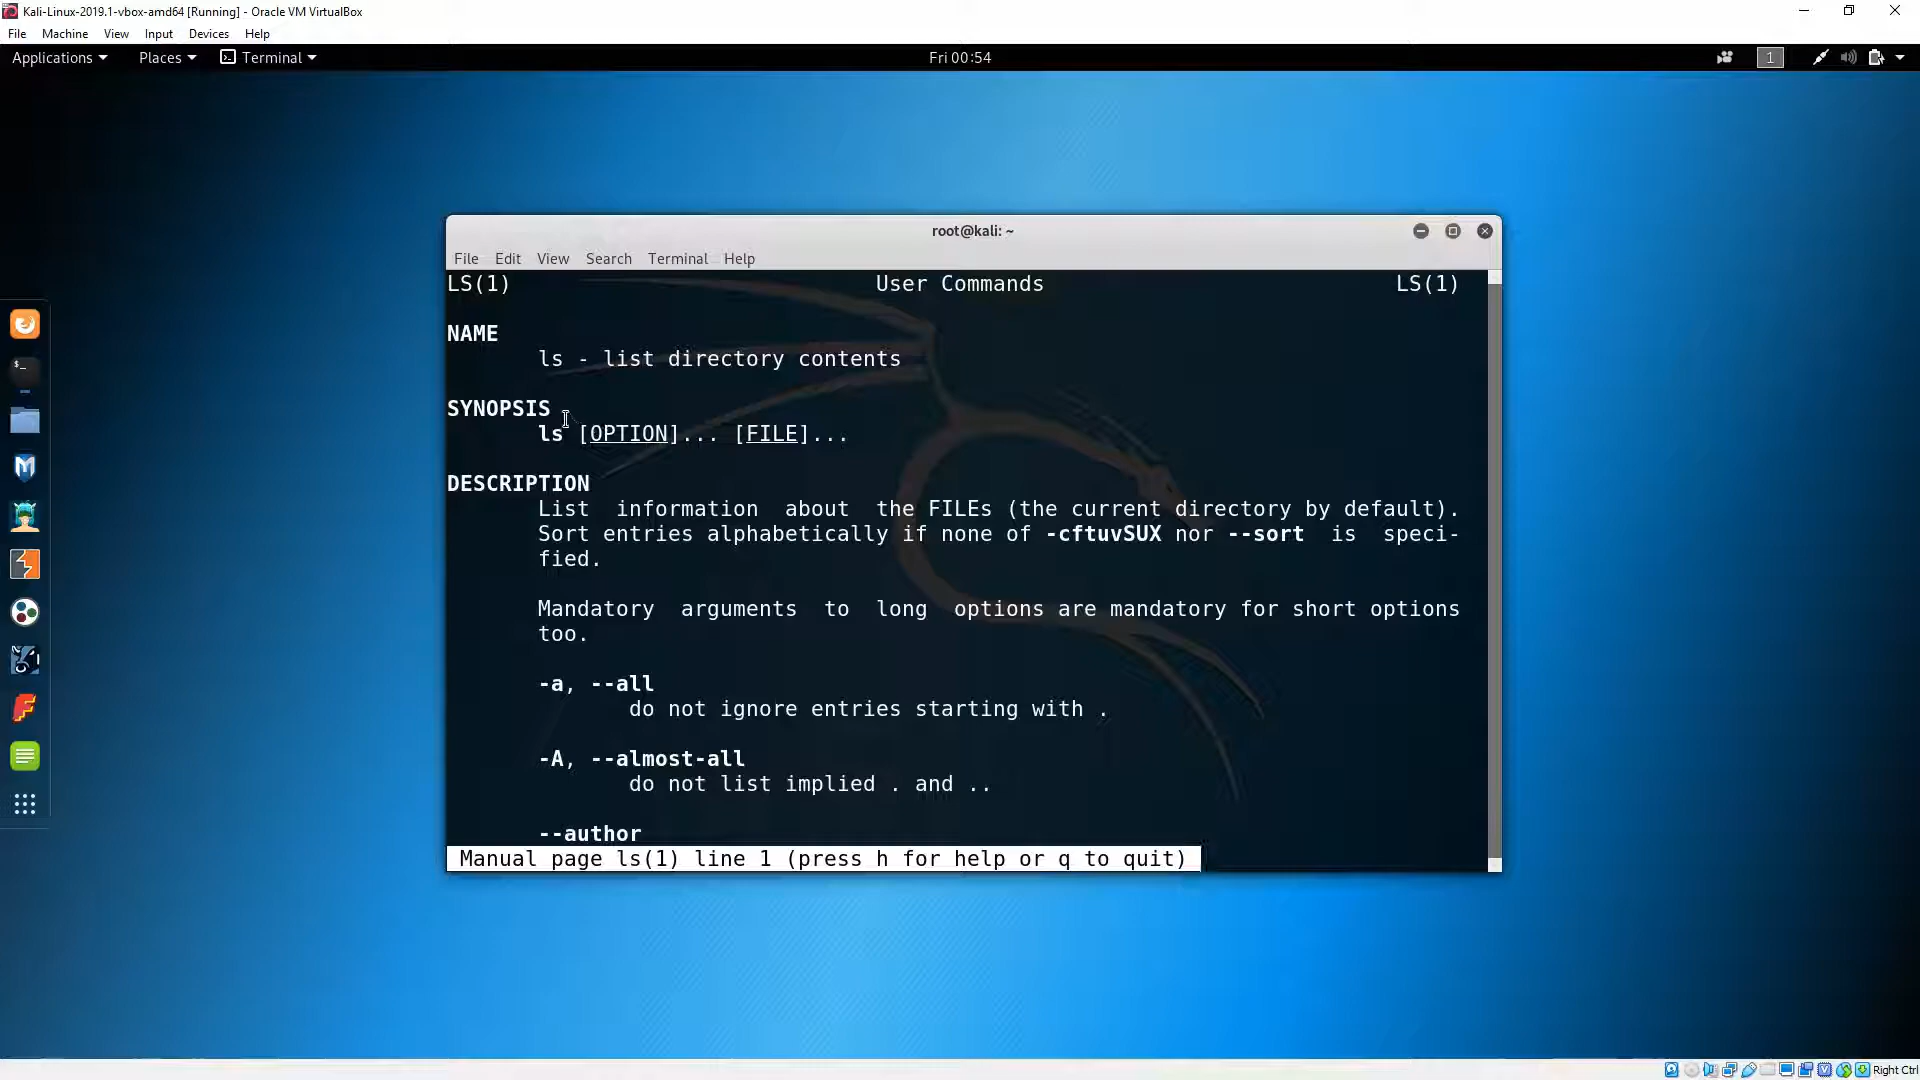 Kali-Linux-2019.1-vbox-amd64 [Running] - Oracle VM VirtualBox
File Machine View Input Devices Help
Applications Places Terminal Fri 00:54 1
root@kali: ~
File Edit View Search Terminal Help
LS(1) User Commands LS(1)
NAME
ls - list directory contents
SYNOPSIS
ls [OPTION]... [FILE]...
DESCRIPTION
List information about the FILEs (the current directory by default).
Sort entries alphabetically if none of -cftuvSUX nor --sort is speci-
fied.
Mandatory arguments to long options are mandatory for short options
too.
-a, --all
do not ignore entries starting with .
-A, --almost-all
do not list implied . and ..
--author
Manual page ls(1) line 1 (press h for help or q to quit)
Right Ctrl